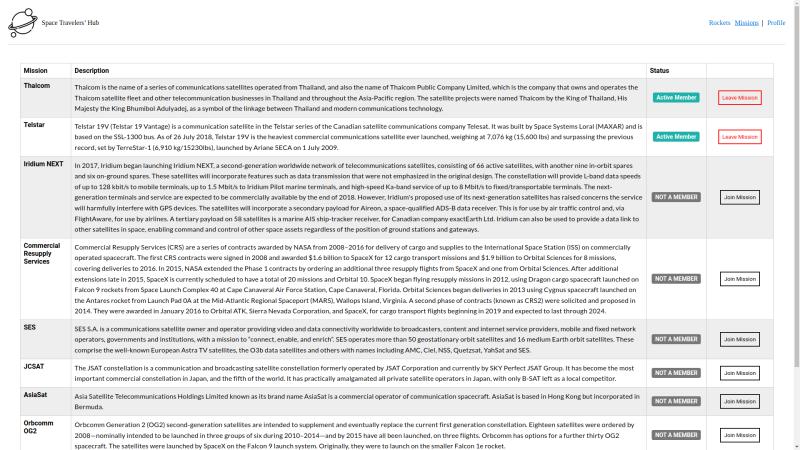 Space Travelers' Hub
Rockets Missions | Profile
Mission Description Status
Thaicom
Thaicom is the name of a series of communications satellites operated from Thailand, and also the name of Thaicom Public Company Limited, which is the company that owns and operates the
Thaicom satellite fleet and other telecommunication businesses in Thailand and throughout the Asia-Pacific region. The satellite projects were named Thaicom by the King of Thailand, His
Majesty the King Bhumibol Adulyadej, as a symbol of the linkage between Thailand and modern communications technology.
Active Member
Leave Mission
Telstar
Telstar 19V (Telstar 19 Vantage) is a communication satellite in the Telstar series of the Canadian satellite communications company Telesat. It was built by Space Systems Loral (MAXAR) and is
based on the SSL-1300 bus. As of 26 July 2018, Telstar 19V is the heaviest commercial communications satellite ever launched, weighing at 7,076 kg (15,600 lbs) and surpassing the previous
record, set by TerreStar-1 (6,910 kg/15230lbs), launched by Ariane 5ECA on 1 July 2009.
Active Member
Leave Mission
Iridium NEXT
In 2017, Iridium began launching Iridium NEXT, a second-generation worldwide network of telecommunications satellites, consisting of 66 active satellites, with another nine in-orbit spares
and six on-ground spares. These satellites will incorporate features such as data transmission that were not emphasized in the original design. The constellation will provide L-band data speeds
of up to 128 kbit/s to mobile terminals, up to 1.5 Mbit/s to Iridium Pilot marine terminals, and high-speed Ka-band service of up to 8 Mbit/s to fixed/transportable terminals. The next-
generation terminals and service are expected to be commercially available by the end of 2018. However, Iridium's proposed use of its next-generation satellites has raised concerns the service
will harmfully interfere with GPS devices. The satellites will incorporate a secondary payload for Aireon, a space-qualified ADS-B data receiver. This is for use by air traffic control and, via
FlightAware, for use by airlines. A tertiary payload on 58 satellites is a marine AIS ship-tracker receiver, for Canadian company exactEarth Ltd. Iridium can also be used to provide a data link to
other satellites in space, enabling command and control of other space assets regardless of the position of ground stations and gateways.
NOT A MEMBER
Join Mission
Commercial
Resupply
Services
Commercial Resupply Services (CRS) are a series of contracts awarded by NASA from 2008–2016 for delivery of cargo and supplies to the International Space Station (ISS) on commercially
operated spacecraft. The first CRS contracts were signed in 2008 and awarded $1.6 billion to SpaceX for 12 cargo transport missions and $1.9 billion to Orbital Sciences for 8 missions,
covering deliveries to 2016. In 2015, NASA extended the Phase 1 contracts by ordering an additional three resupply flights from SpaceX and one from Orbital Sciences. After additional
extensions late in 2015, SpaceX is currently scheduled to have a total of 20 missions and Orbital 10. SpaceX began flying resupply missions in 2012, using Dragon cargo spacecraft launched on
Falcon 9 rockets from Space Launch Complex 40 at Cape Canaveral Air Force Station, Cape Canaveral, Florida. Orbital Sciences began deliveries in 2013 using Cygnus spacecraft launched on
the Antares rocket from Launch Pad 0A at the Mid-Atlantic Regional Spaceport (MARS), Wallops Island, Virginia. A second phase of contracts (known as CRS2) were solicited and proposed in
2014. They were awarded in January 2016 to Orbital ATK, Sierra Nevada Corporation, and SpaceX, for cargo transport flights beginning in 2019 and expected to last through 2024.
NOT A MEMBER
Join Mission
SES
SES S.A. is a communications satellite owner and operator providing video and data connectivity worldwide to broadcasters, content and internet service providers, mobile and fixed network
operators, governments and institutions, with a mission to "connect, enable, and enrich". SES operates more than 50 geostationary orbit satellites and 16 medium Earth orbit satellites. These
comprise the well-known European Astra TV satellites, the O3b data satellites and others with names including AMC, Ciel, NSS, Quetzsat, YahSat and SES.
NOT A MEMBER
Join Mission
JCSAT
The JSAT constellation is a communication and broadcasting satellite constellation formerly operated by JSAT Corporation and currently by SKY Perfect JSAT Group. It has become the most
important commercial constellation in Japan, and the fifth of the world. It has practically amalgamated all private satellite operators in Japan, with only B-SAT left as a local competitor.
NOT A MEMBER
Join Mission
AsiaSat
Asia Satellite Telecommunications Holdings Limited known as its brand name AsiaSat is a commercial operator of communication spacecraft. AsiaSat is based in Hong Kong but incorporated in
Bermuda.
NOT A MEMBER
Join Mission
Orbcomm
OG2
Orbcomm Generation 2 (OG2) second-generation satellites are intended to supplement and eventually replace the current first generation constellation. Eighteen satellites were ordered by
2008—nominally intended to be launched in three groups of six during 2010–2014—and by 2015 have all been launched, on three flights. Orbcomm has options for a further thirty OG2
spacecraft. The satellites were launched by SpaceX on the Falcon 9 launch system. Originally, they were to launch on the smaller Falcon 1e rocket.
NOT A MEMBER
Join Mission